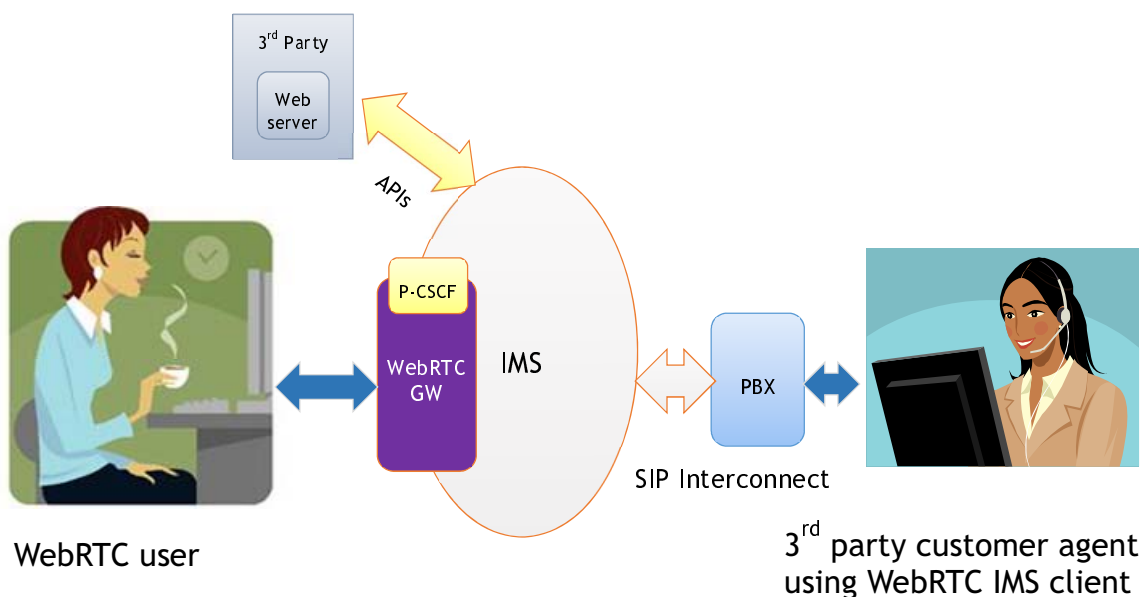 3rd Party
Web
server
APIs
P-CSCF
WebRTC
GW
IMS
PBX
SIP Interconnect
WebRTC user
3rd party customer agent
using WebRTC IMS client